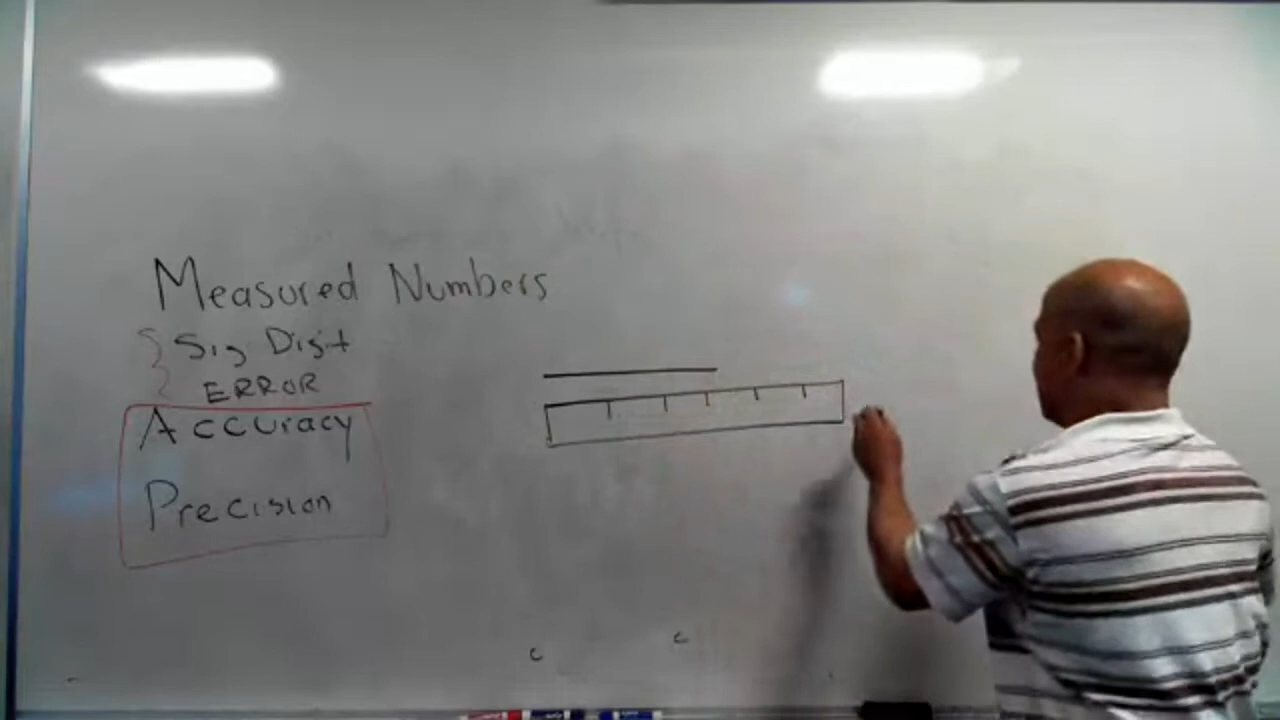 Measured Numbers
Sig Digit
ERROR
Accuracy
Precision
c
c